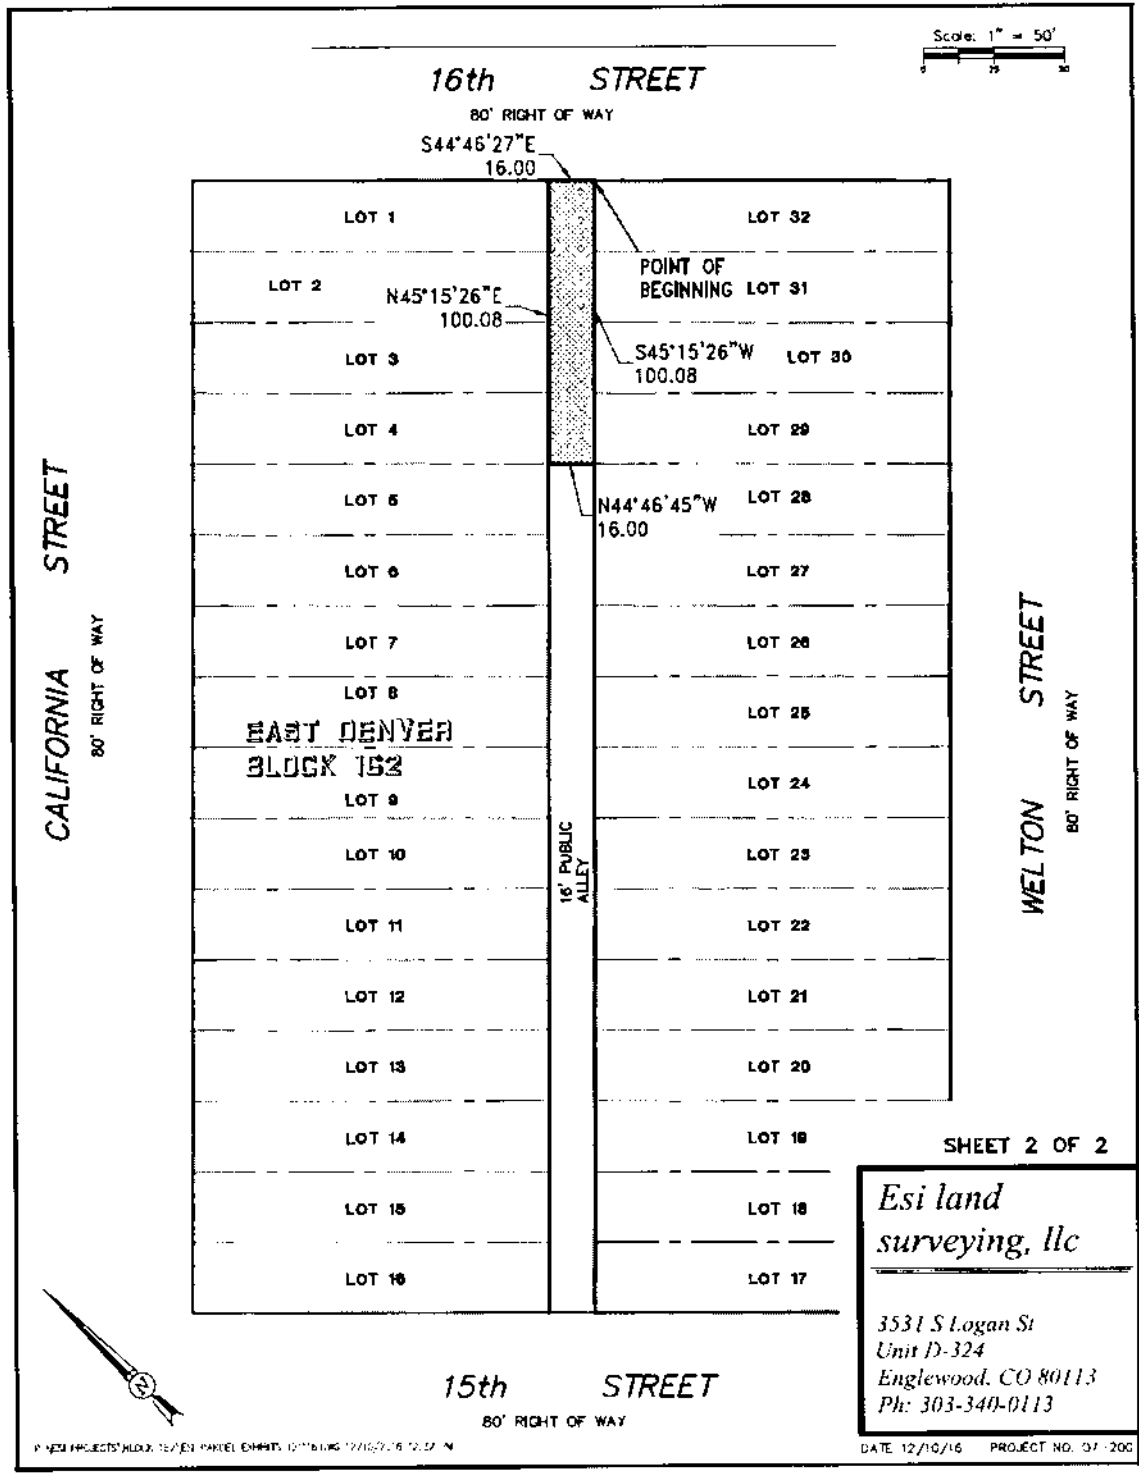 Scale: 1" = 50'
16th STREET
80' RIGHT OF WAY
S44°46'27"E
16.00
LOT 1
LOT 32
POINT OF
BEGINNING
LOT 2
LOT 31
N45°15'26"E
100.08
S45°15'26"W
100.08
LOT 3
LOT 30
LOT 4
LOT 29
N44°46'45"W
16.00
LOT 5
LOT 28
LOT 6
LOT 27
LOT 7
LOT 26
LOT 8
LOT 25
EAST DENVER
BLOCK 162
LOT 9
LOT 24
LOT 10
LOT 23
16' PUBLIC
ALLEY
LOT 11
LOT 22
LOT 12
LOT 21
LOT 13
LOT 20
LOT 14
LOT 19
LOT 15
LOT 18
LOT 16
LOT 17
CALIFORNIA STREET
80' RIGHT OF WAY
WELTON STREET
80' RIGHT OF WAY
SHEET 2 OF 2
Esi land
surveying, llc
3531 S Logan St
Unit D-324
Englewood, CO 80113
Ph: 303-340-0113
N
15th STREET
80' RIGHT OF WAY
DATE 12/10/16 PROJECT NO.